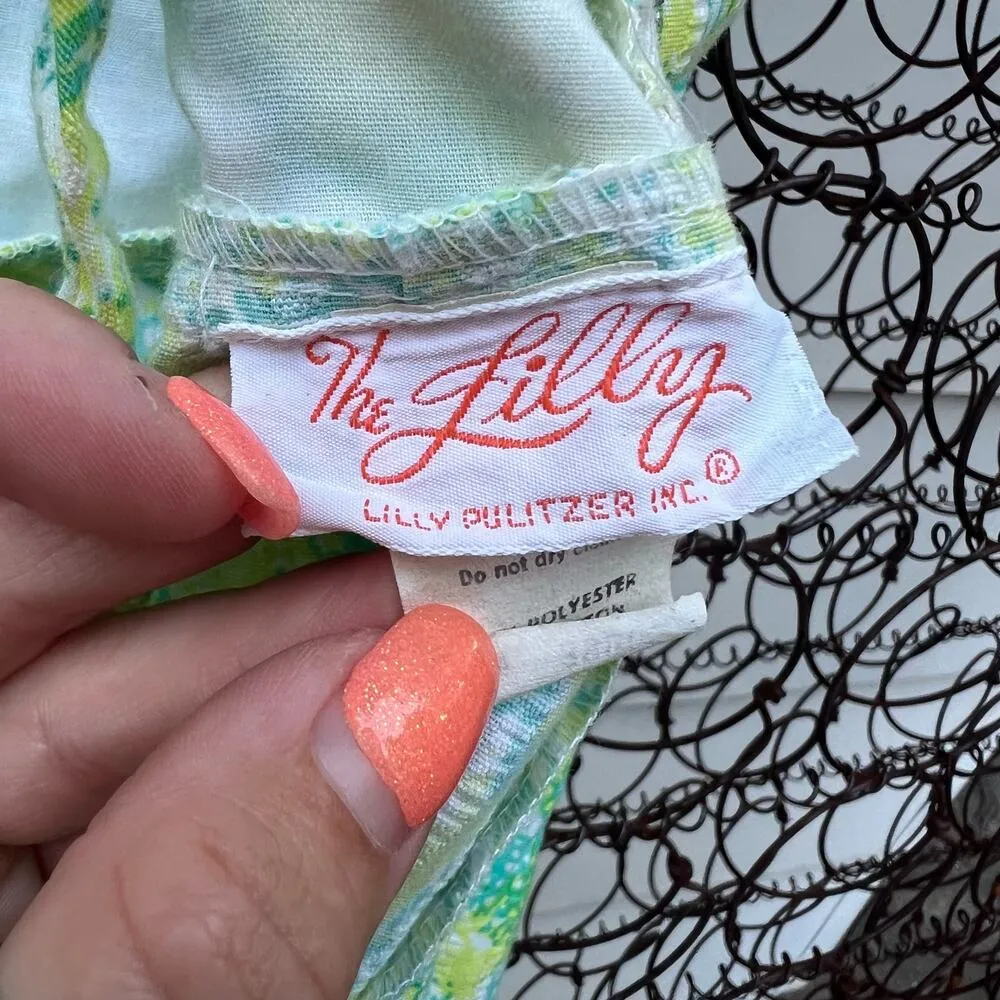 The Lilly ®
LILLY PULITZER INC.
Do not dry
POLYESTER